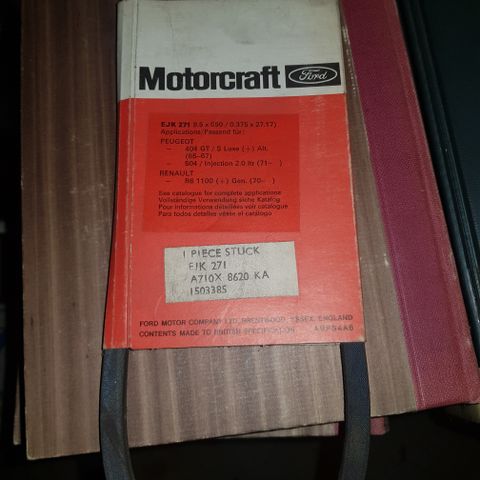 Motorcraft Ford
EJK 271 9.5 x 690 / 0.375 x 27.17)
Applications/Passend für:
PEUGEOT
- 404 GT / S Luxe (+) Alt.
(65–67)
- 504 / Injection 2.0 ltr (71– )
RENAULT
- R6 1100 (+) Gen. (70– )
See catalogue for complete applications
Vollständige Verwendung siehe Katalog
Pour informations détaillées voir catalogue
Para todos detalles véase el catálogo
1 PIECE STUCK
EJK 271
A710X 8620 KA
1503385
FORD MOTOR COMPANY LTD, BRENTWOOD, ESSEX, ENGLAND
CONTENTS MADE TO BRITISH SPECIFICATION